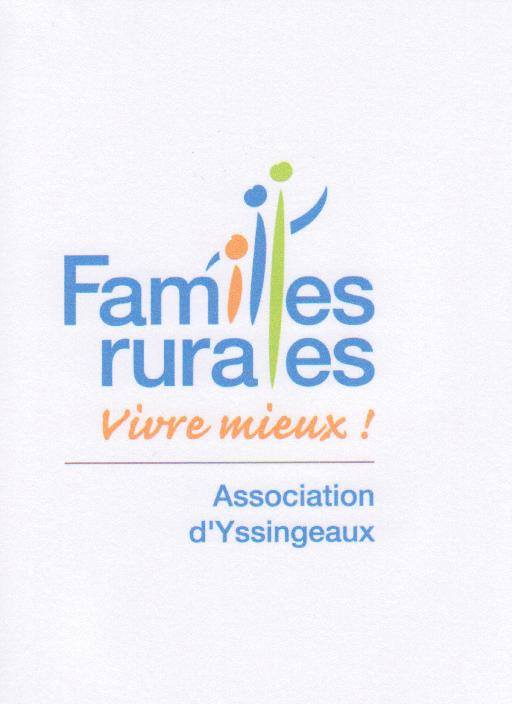 Familles
rurales
Vivre mieux !
Association
d'Yssingeaux